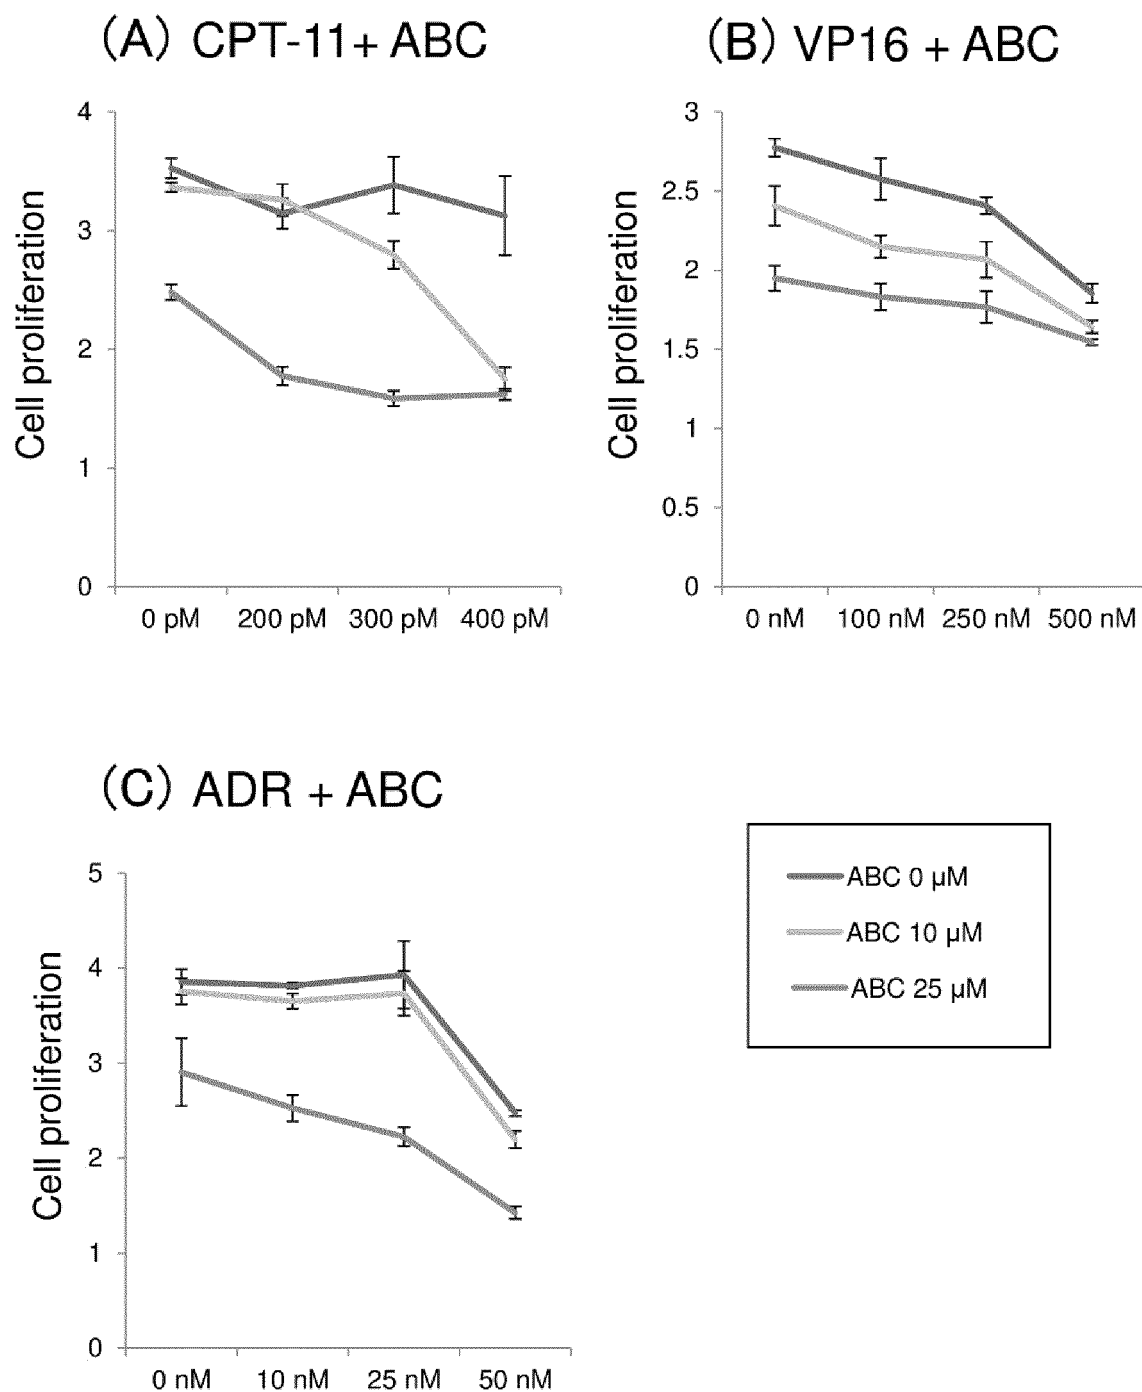 (A) CPT-11+ ABC
Cell proliferation
4
3
2
1
0
0 pM 200 pM 300 pM 400 pM
(B) VP16 + ABC
Cell proliferation
3
2.5
2
1.5
1
0.5
0
0 nM 100 nM 250 nM 500 nM
(C) ADR + ABC
Cell proliferation
5
4
3
2
1
0
0 nM 10 nM 25 nM 50 nM
ABC 0 µM
ABC 10 µM
ABC 25 µM